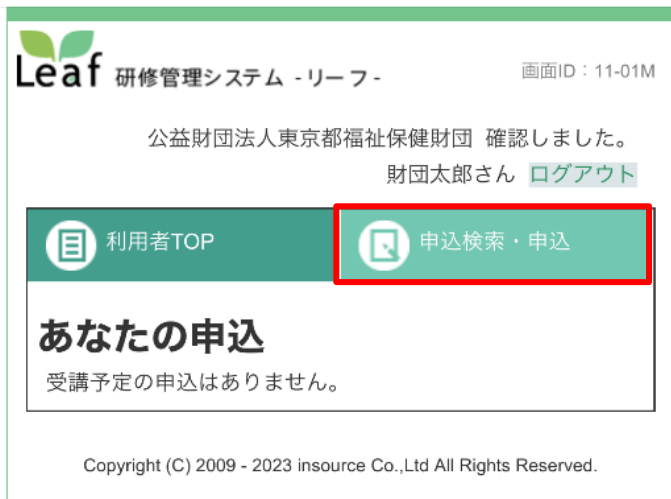 Leaf 研修管理システム - リーフ -
画面ID：11-01M
公益財団法人東京都福祉保健財団 確認しました。
財団太郎さん ログアウト
利用者TOP
申込検索・申込
あなたの申込
受講予定の申込はありません。
Copyright (C) 2009 - 2023 insource Co.,Ltd All Rights Reserved.